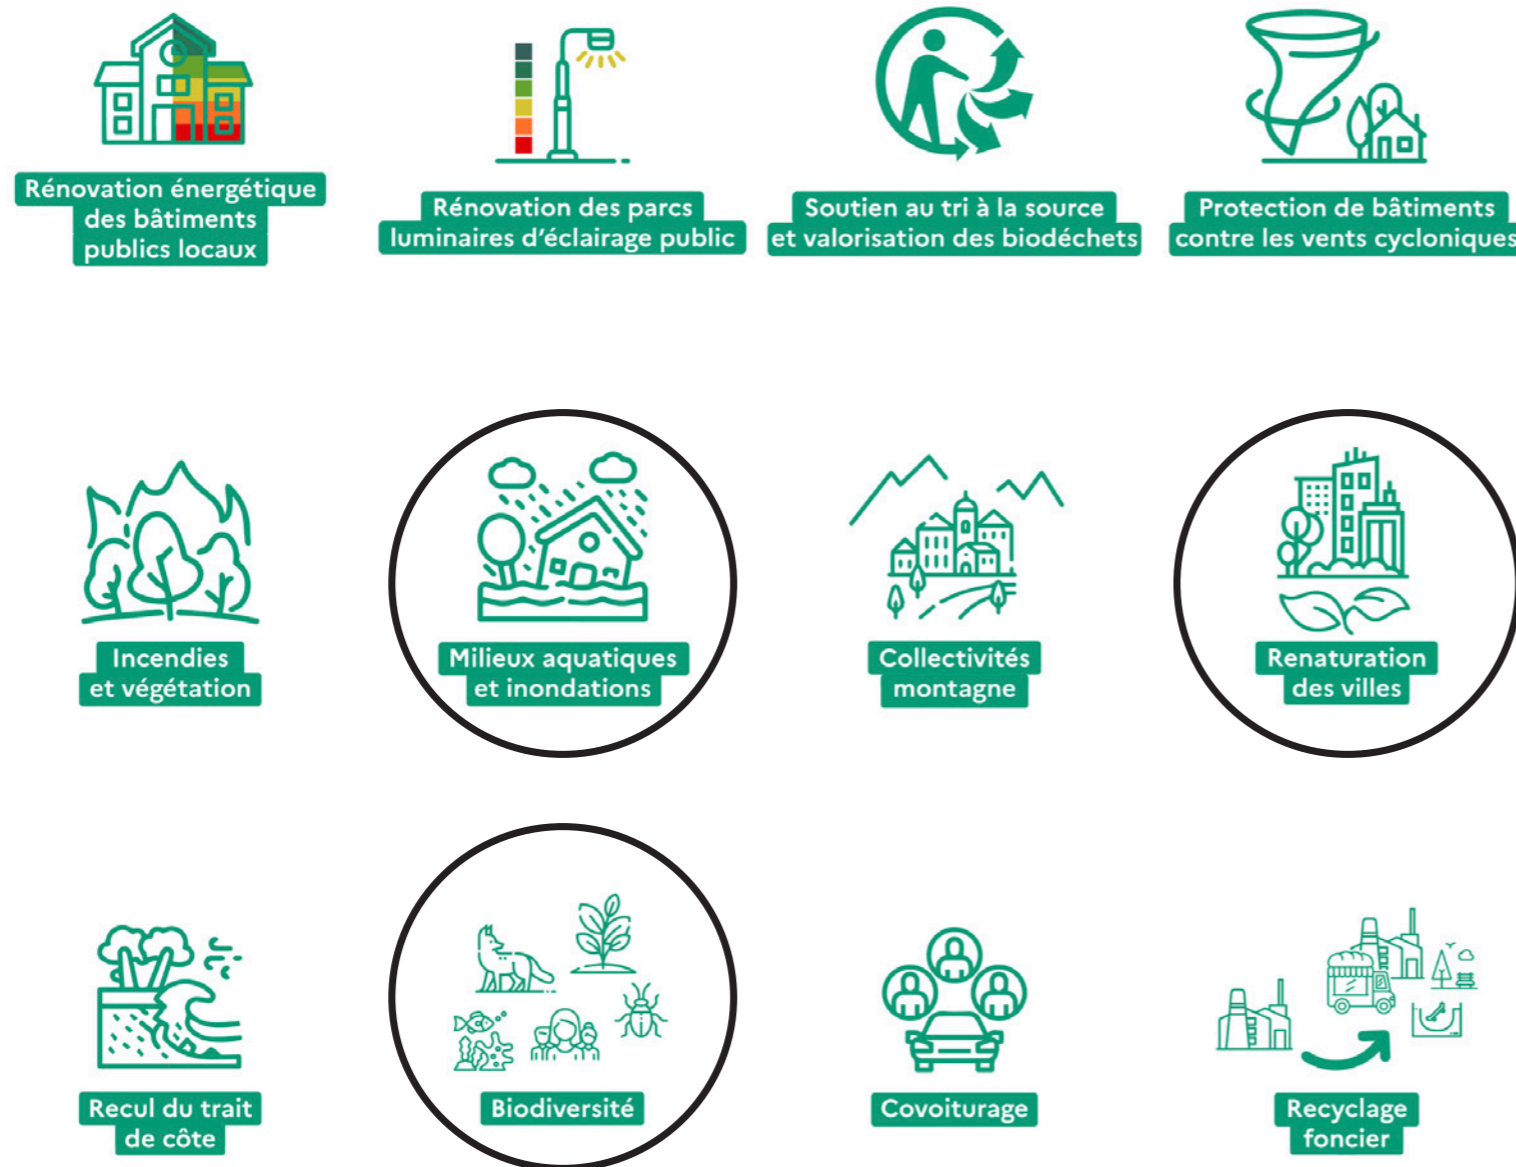 Rénovation énergétique
des bâtiments
publics locaux
Rénovation des parcs
luminaires d'éclairage public
Soutien au tri à la source
et valorisation des biodéchets
Protection de bâtiments
contre les vents cycloniques
Incendies
et végétation
Milieux aquatiques
et inondations
Collectivités
montagne
Renaturation
des villes
Recul du trait
de côte
Biodiversité
Covoiturage
Recyclage
foncier